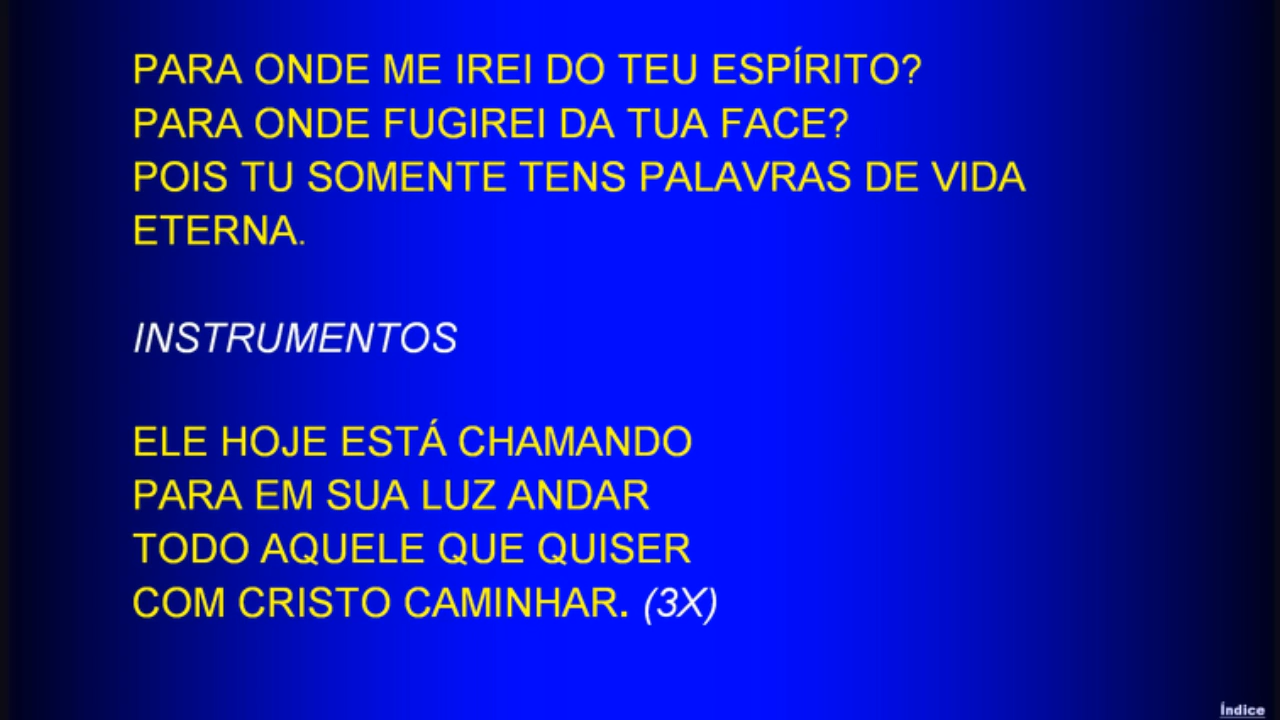 PARA ONDE ME IREI DO TEU ESPÍRITO?
PARA ONDE FUGIREI DA TUA FACE?
POIS TU SOMENTE TENS PALAVRAS DE VIDA
ETERNA.
INSTRUMENTOS
ELE HOJE ESTÁ CHAMANDO
PARA EM SUA LUZ ANDAR
TODO AQUELE QUE QUISER
COM CRISTO CAMINHAR. (3X)
Índice